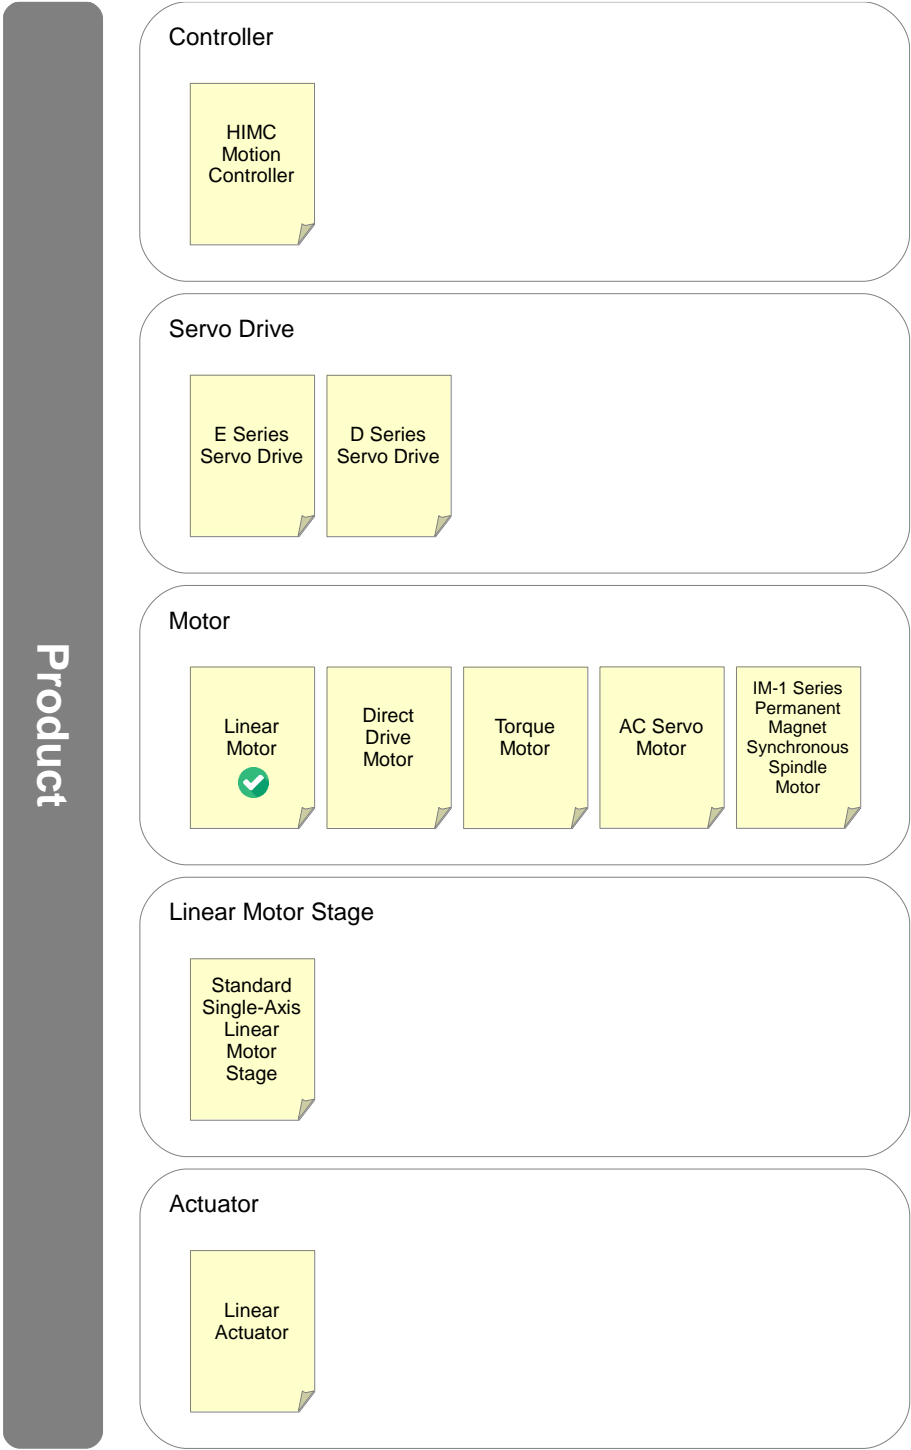 Product
Controller
HIMC
Motion
Controller
Servo Drive
E Series
Servo Drive
D Series
Servo Drive
Motor
Linear
Motor
Direct
Drive
Motor
Torque
Motor
AC Servo
Motor
IM-1 Series
Permanent
Magnet
Synchronous
Spindle
Motor
Linear Motor Stage
Standard
Single-Axis
Linear
Motor
Stage
Actuator
Linear
Actuator